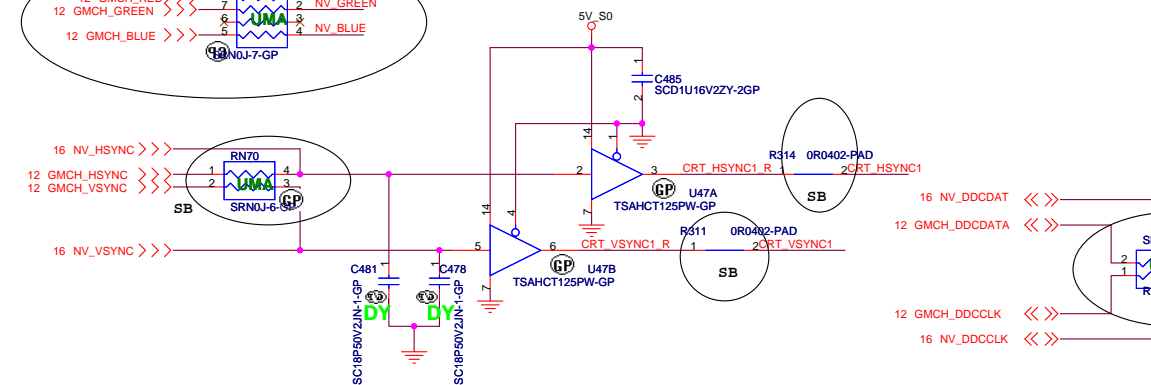 12 GMCH_GREEN
7
2
NV_GREEN
6
UMA
3
12 GMCH_BLUE
5
4
NV_BLUE
SRN0J-7-GP
5V_S0
1
C485
SCD1U16V2ZY-2GP
2
14
1
16 NV_HSYNC
RN70
12 GMCH_HSYNC
1
4
12 GMCH_VSYNC
2
UMA
3
SRN0J-6-GP
GP
SB
2
3
CRT_HSYNC1_R
GP
U47A
TSAHCT125PW-GP
7
R314
0R0402-PAD
1
2
CRT_HSYNC1
SB
16 NV_VSYNC
14
4
5
6
CRT_VSYNC1_R
GP
U47B
TSAHCT125PW-GP
7
R311
0R0402-PAD
1
2
CRT_VSYNC1
SB
C481
1
C478
1
DY
DY
SC18P50V2JN-1-GP
SC18P50V2JN-1-GP
16 NV_DDCDAT
12 GMCH_DDCDATA
2
1
12 GMCH_DDCCLK
16 NV_DDCCLK